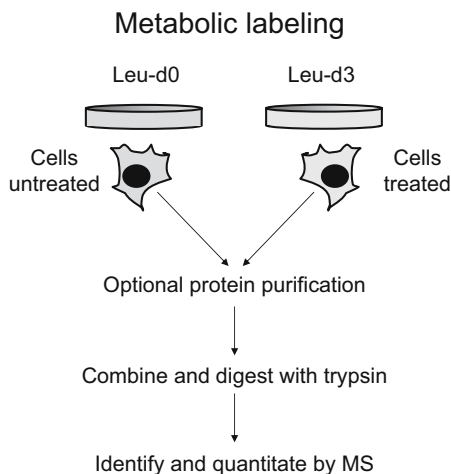 Metabolic labeling
Leu-d0
Leu-d3
Cells
untreated
Cells
treated
Optional protein purification
Combine and digest with trypsin
Identify and quantitate by MS